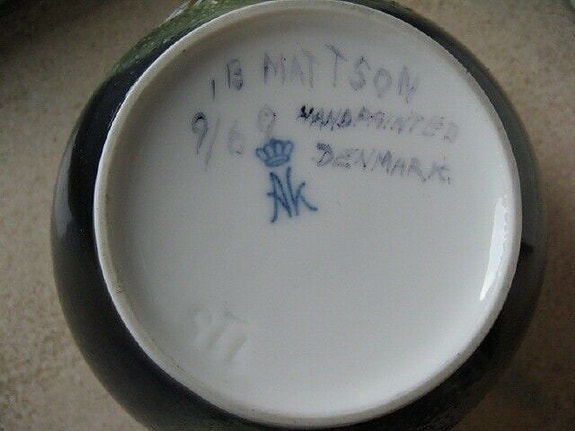 ,B MATTSON
9/69 HANDPAINTED
DENMARK.
AK